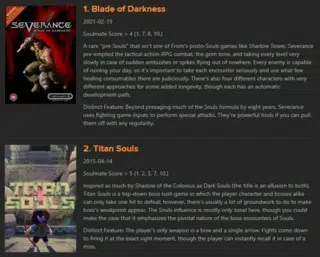 SEVERANCE
BLADE OF DARKNESS
1. Blade of Darkness
2001-02-19
Soulsmate Score = 4 (1, 7, 8, 10.)
A rare "pre-Souls" that isn't one of From's proto-Souls games like Shadow Tower, Severance
pre-empted the tactical action-RPG combat, the grim tone, and taking every level very
slowly in case of sudden ambushes or spikes flying out of nowhere. Every enemy is capable
of ruining your day, so it's important to take each encounter seriously and use what few
healing consumables there are judiciously. There's also four different characters with very
different approaches for some added longevity, though each has an automatic
development path.
Distinct Feature: Beyond presaging much of the Souls formula by eight years, Severance
uses fighting game inputs to perform special attacks. They're powerful tools if you can pull
them off with any regularity.
TITAN
SOULS
2. Titan Souls
2015-04-14
Soulsmate Score = 5 (1, 2, 3, 7, 10.)
Inspired as much by Shadow of the Colossus as Dark Souls (the title is an allusion to both),
Titan Souls is a top-down boss rush game in which the player character and bosses alike
can only take one hit to defeat; however, there's usually a lot of groundwork to do to make
boss's weakpoint appear. The Souls influence is mostly only tonal here, though you could
make the case that it emphasizes the pivotal nature of the boss encounters of Souls.
Distinct Feature: The player's only weapon is a bow and a single arrow. Fights come down
to firing it at the exact right moment, though the player can instantly recall it in case of a
miss.